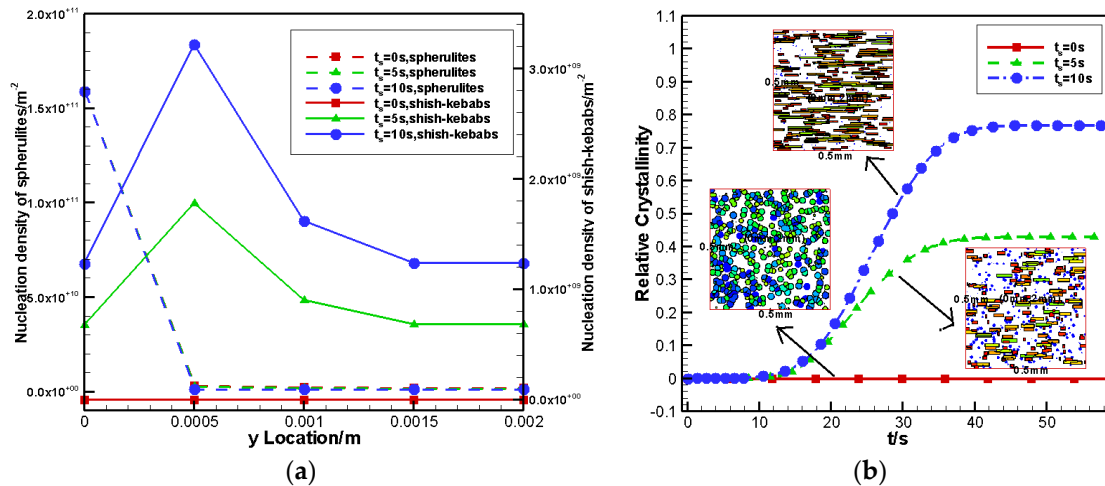 2.0x10+11
1.5x10+11
1.0x10+11
5.0x10+10
0.0x10+00
Nucleation density of spherulites/m-2
3.0x10+09
2.0x10+09
1.0x10+09
0.0x10+00
Nucleation density of shish-kebabs/m-2
ts=0s,spherulites
ts=5s,spherulites
ts=10s,spherulites
ts=0s,shish-kebabs
ts=5s,shish-kebabs
ts=10s,shish-kebabs
0 0.0005 0.001 0.0015 0.002
y Location/m
(a)
1.1
1
0.9
0.8
0.7
0.6
0.5
0.4
0.3
0.2
0.1
0
-0.1
Relative Crystallinity
ts=0s
ts=5s
ts=10s
0.5mm
0.5mm
0.5mm
0.5mm
0.5mm
(0mm,2mm)
0.5mm
0 10 20 30 40 50
t/s
(b)